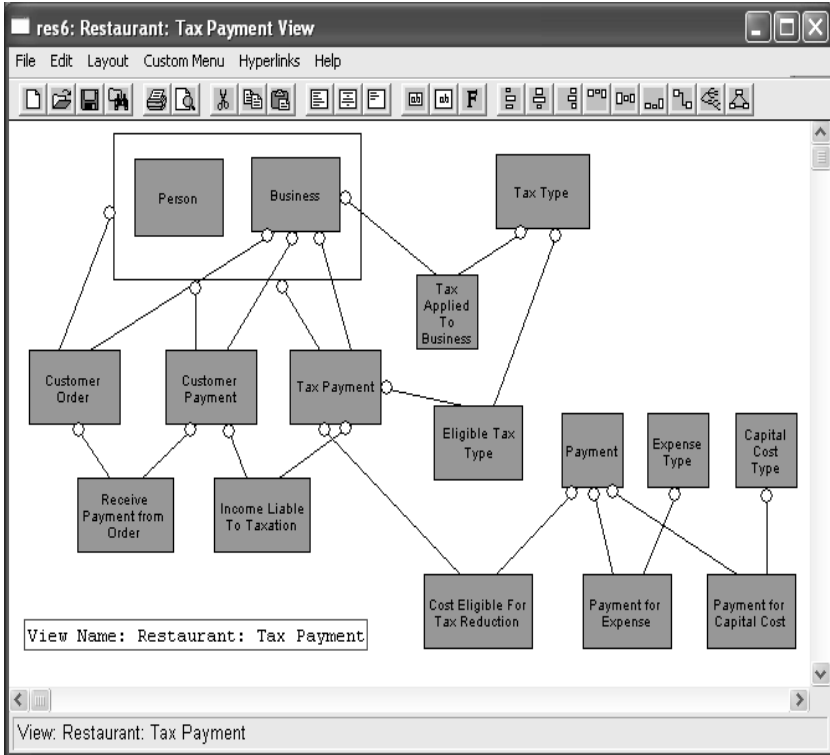 res6: Restaurant: Tax Payment View
File Edit Layout Custom Menu Hyperlinks Help
Person
Business
Tax Type
Tax
Applied
To
Business
Customer
Order
Customer
Payment
Tax Payment
Eligible Tax
Type
Payment
Expense
Type
Capital
Cost
Type
Receive
Payment from
Order
Income Liable
To Taxation
Cost Eligible For
Tax Reduction
Payment for
Expense
Payment for
Capital Cost
View Name: Restaurant: Tax Payment
View: Restaurant: Tax Payment